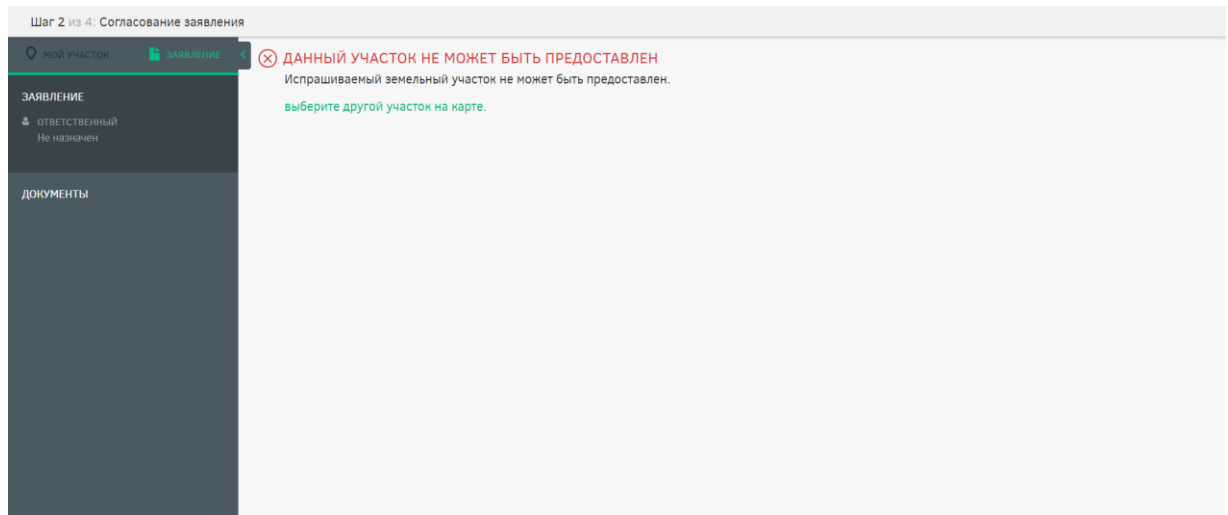 Шаг 2 из 4: Согласование заявления
МОЙ УЧАСТОК ЗАЯВЛЕНИЕ
ЗАЯВЛЕНИЕ
ОТВЕТСТВЕННЫЙ
Не назначен
ДОКУМЕНТЫ
ДАННЫЙ УЧАСТОК НЕ МОЖЕТ БЫТЬ ПРЕДОСТАВЛЕН
Испрашиваемый земельный участок не может быть предоставлен.
выберите другой участок на карте.